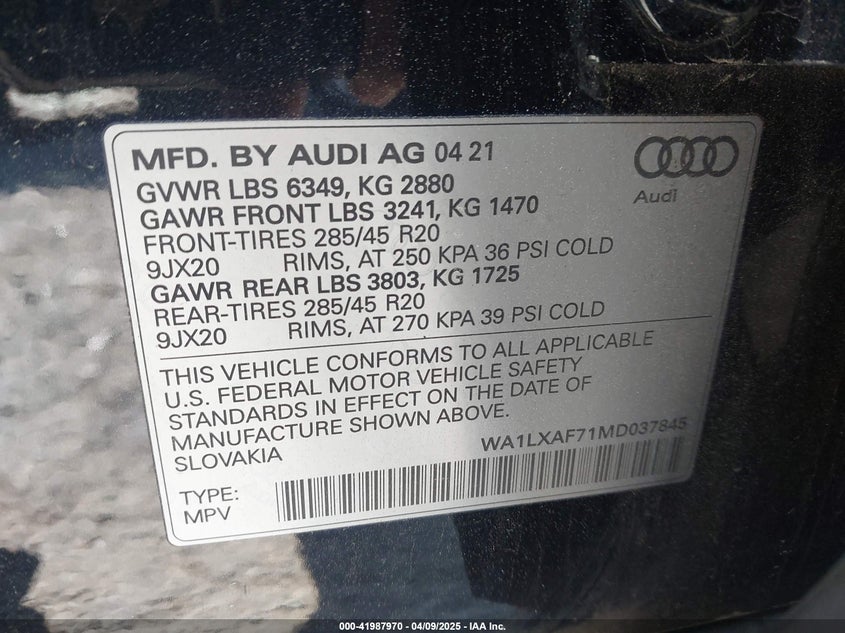 MFD. BY AUDI AG 04 21
GVWR LBS 6349, KG 2880
GAWR FRONT LBS 3241, KG 1470
FRONT-TIRES 285/45 R20
9JX20 RIMS, AT 250 KPA 36 PSI COLD
GAWR REAR LBS 3803, KG 1725
REAR-TIRES 285/45 R20
9JX20 RIMS, AT 270 KPA 39 PSI COLD
Audi
THIS VEHICLE CONFORMS TO ALL APPLICABLE
U.S. FEDERAL MOTOR VEHICLE SAFETY
STANDARDS IN EFFECT ON THE DATE OF
MANUFACTURE SHOWN ABOVE.
SLOVAKIA
WA1LXAF71MD037845
TYPE:
MPV
000-41987970 - 04/09/2025 - IAA Inc.